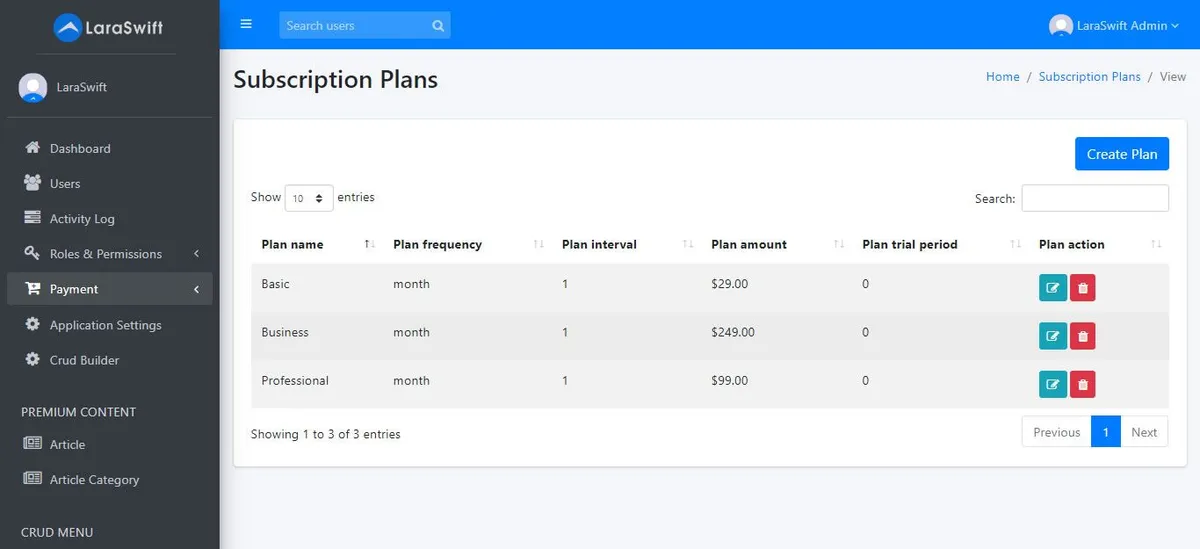 LaraSwift
Search users
LaraSwift Admin
LaraSwift
Dashboard
Users
Activity Log
Roles & Permissions
Payment
Application Settings
Crud Builder
PREMIUM CONTENT
Article
Article Category
CRUD MENU
Subscription Plans
Home / Subscription Plans / View
Create Plan
Show 10 entries
Search:
Plan name Plan frequency Plan interval Plan amount Plan trial period Plan action
Basic month 1 $29.00 0
Business month 1 $249.00 0
Professional month 1 $99.00 0
Showing 1 to 3 of 3 entries
Previous 1 Next